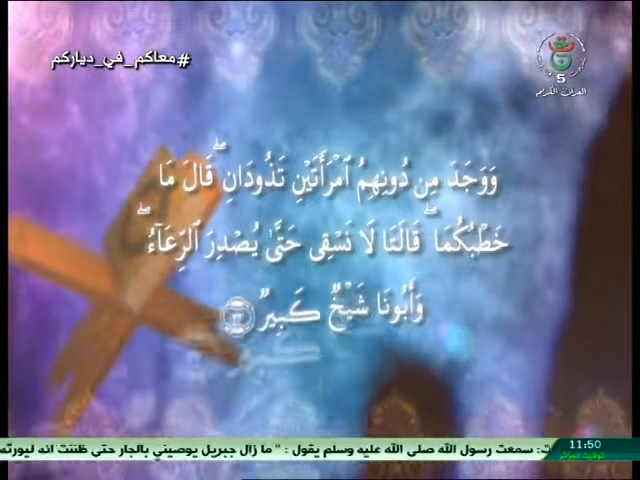 #معاكم_في_دياركم
5
القرآن الكريم
وَوَجَدَ مِن دُونِهِمُ ٱمْرَأَتَيْنِ تَذُودَانِ ۖ قَالَ مَا
خَطْبُكُمَا ۖ قَالَتَا لَا نَسْقِى حَتَّىٰ يُصْدِرَ ٱلرِّعَآءُ ۖ
وَأَبُونَا شَيْخٌ كَبِيرٌ
ت: سمعت رسول الله صلى الله عليه وسلم يقول : " ما زال جبريل يوصيني بالجار حتى ظننت انه ليورثه
11:50
توقيت الجزائر